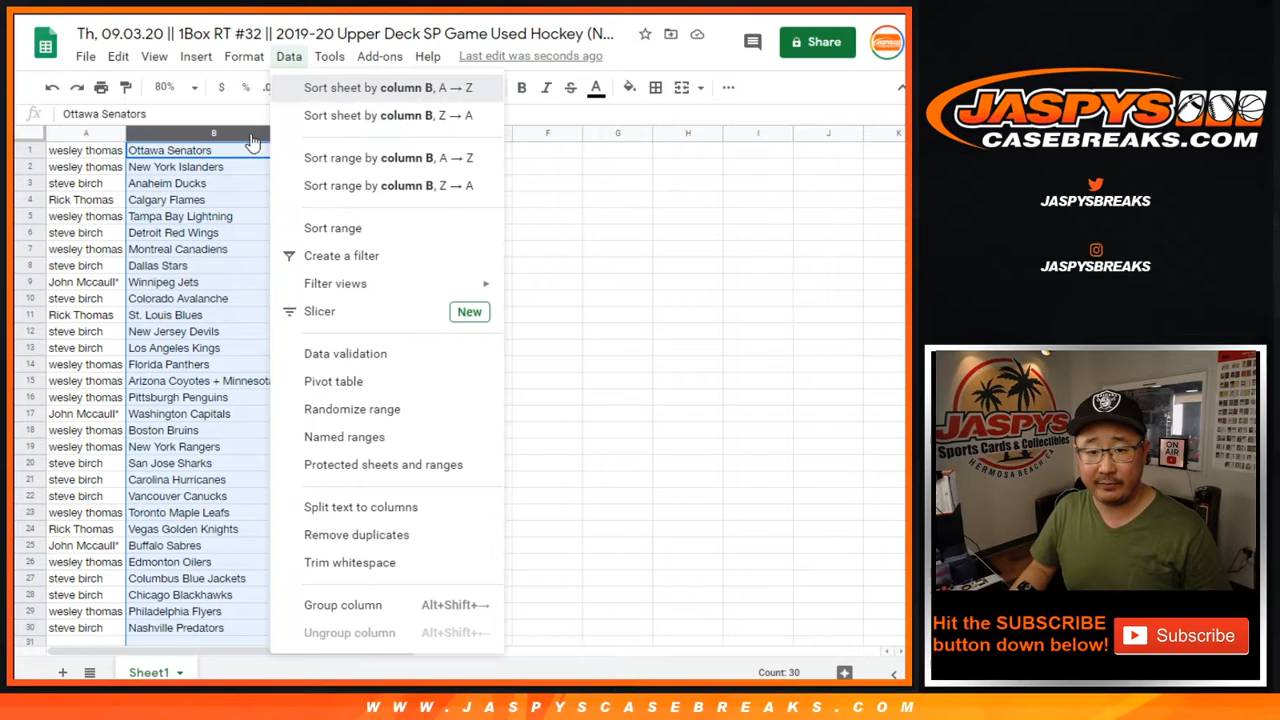 Th, 09.03.20 || 1Box RT #32 || 2019-20 Upper Deck SP Game Used Hockey (N...
Share
File Edit View Insert Format Data Tools Add-ons Help Last edit was seconds ago
80% $ % .0 B I S A
fx Ottawa Senators
A B F G H I J K
1 wesley thomas Ottawa Senators
2 wesley thomas New York Islanders
3 steve birch Anaheim Ducks
4 Rick Thomas Calgary Flames
5 wesley thomas Tampa Bay Lightning
6 steve birch Detroit Red Wings
7 wesley thomas Montreal Canadiens
8 steve birch Dallas Stars
9 John Mccaull* Winnipeg Jets
10 steve birch Colorado Avalanche
11 Rick Thomas St. Louis Blues
12 steve birch New Jersey Devils
13 steve birch Los Angeles Kings
14 wesley thomas Florida Panthers
15 wesley thomas Arizona Coyotes + Minnesota
16 wesley thomas Pittsburgh Penguins
17 John Mccaull* Washington Capitals
18 wesley thomas Boston Bruins
19 wesley thomas New York Rangers
20 steve birch San Jose Sharks
21 steve birch Carolina Hurricanes
22 steve birch Vancouver Canucks
23 wesley thomas Toronto Maple Leafs
24 Rick Thomas Vegas Golden Knights
25 John Mccaull* Buffalo Sabres
26 wesley thomas Edmonton Oilers
27 steve birch Columbus Blue Jackets
28 steve birch Chicago Blackhawks
29 wesley thomas Philadelphia Flyers
30 steve birch Nashville Predators
31
Sort sheet by column B, A → Z
Sort sheet by column B, Z → A
Sort range by column B, A → Z
Sort range by column B, Z → A
Sort range
Create a filter
Filter views
Slicer New
Data validation
Pivot table
Randomize range
Named ranges
Protected sheets and ranges
Split text to columns
Remove duplicates
Trim whitespace
Group column Alt+Shift+→
Ungroup column Alt+Shift+←
Sheet1
Count: 30
JASPYS
CASEBREAKS.COM
JASPYSBREAKS
JASPYSBREAKS
JASPYS
Sports Cards & Collectibles
HERMOSA BEACH CA.
ON
AIR
Hit the SUBSCRIBE
button down below!
Subscribe
WWW.JASPYSCASEBREAKS.COM